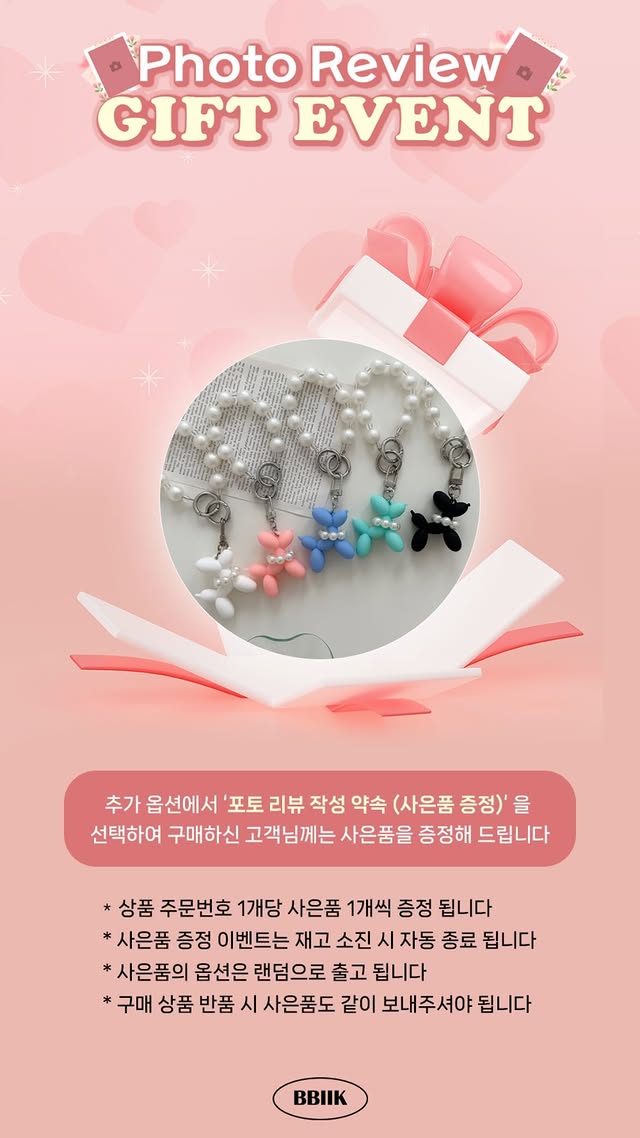 Photo Review
GIFT EVENT
추가 옵션에서 '포토 리뷰 작성 약속 (사은품 증정)' 을
선택하여 구매하신 고객님께는 사은품을 증정해 드립니다
* 상품 주문번호 1개당 사은품 1개씩 증정 됩니다
* 사은품 증정 이벤트는 재고 소진 시 자동 종료 됩니다
* 사은품의 옵션은 랜덤으로 출고 됩니다
* 구매 상품 반품 시 사은품도 같이 보내주셔야 됩니다
BBIIK